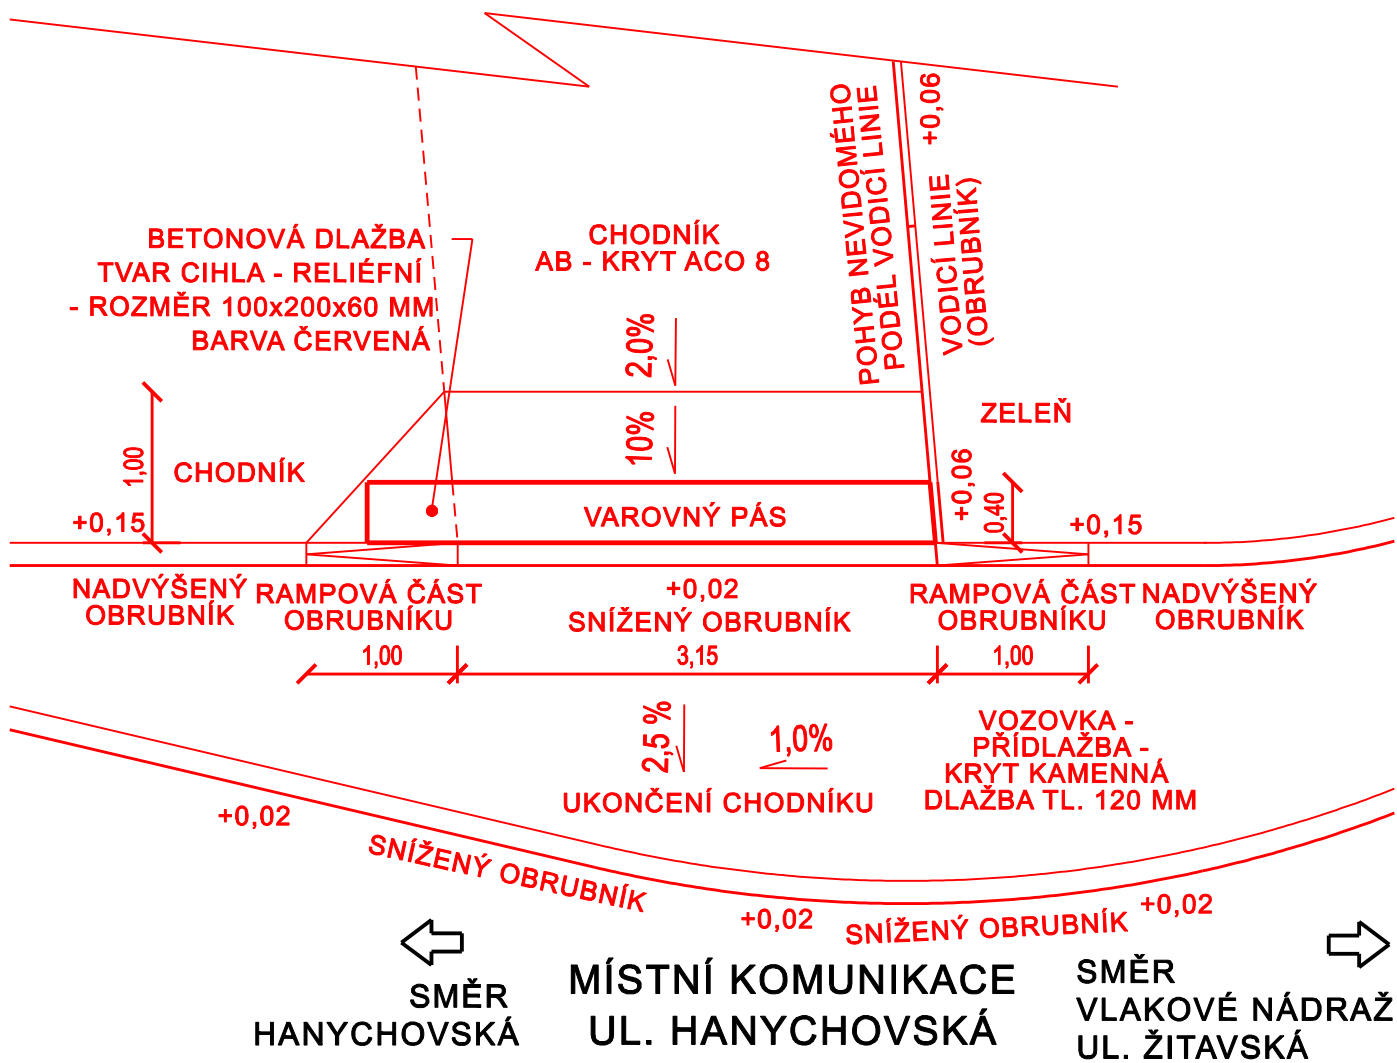 +0,06
POHYB NEVIDOMÉHO
PODÉL VODICÍ LINIE
VODICÍ LINIE
(OBRUBNÍK)
BETONOVÁ DLAŽBA
TVAR CIHLA - RELIÉFNÍ
- ROZMĚR 100x200x60 MM
BARVA ČERVENÁ
CHODNÍK
AB - KRYT ACO 8
2,0%
10%
ZELEŇ
1,00
CHODNÍK
+0,15
VAROVNÝ PÁS
+0,06
0,40
+0,15
NADVÝŠENÝ
OBRUBNÍK
RAMPOVÁ ČÁST
OBRUBNÍKU
+0,02
SNÍŽENÝ OBRUBNÍK
RAMPOVÁ ČÁST
OBRUBNÍKU
NADVÝŠENÝ
OBRUBNÍK
1,00
3,15
1,00
2,5 %
1,0%
UKONČENÍ CHODNÍKU
VOZOVKA -
PŘÍDLAŽBA -
KRYT KAMENNÁ
DLAŽBA TL. 120 MM
+0,02
SNÍŽENÝ OBRUBNÍK
+0,02
SNÍŽENÝ OBRUBNÍK
+0,02
SMĚR
HANYCHOVSKÁ
MÍSTNÍ KOMUNIKACE
UL. HANYCHOVSKÁ
SMĚR
VLAKOVÉ NÁDRAŽ
UL. ŽITAVSKÁ